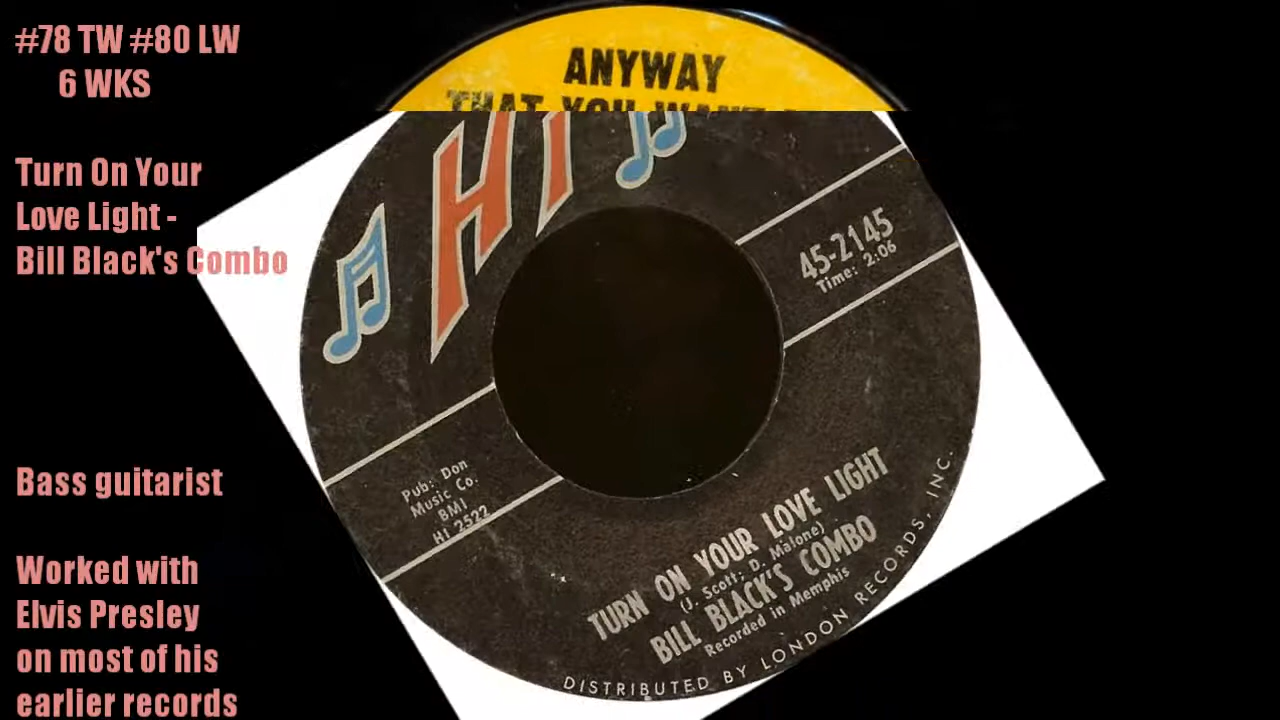 #78 TW #80 LW
6 WKS
Turn On Your
Love Light -
Bill Black's Combo
Bass guitarist
Worked with
Elvis Presley
on most of his
earlier records
ANYWAY
THAT YOU WANT
HI
45-2145
Time: 2:06
Pub: Don
Music Co.
BMI
HI 2522
TURN ON YOUR LOVE LIGHT
(J. Scott; D. Malone)
BILL BLACK'S COMBO
Recorded in Memphis
DISTRIBUTED BY LONDON RECORDS, INC.